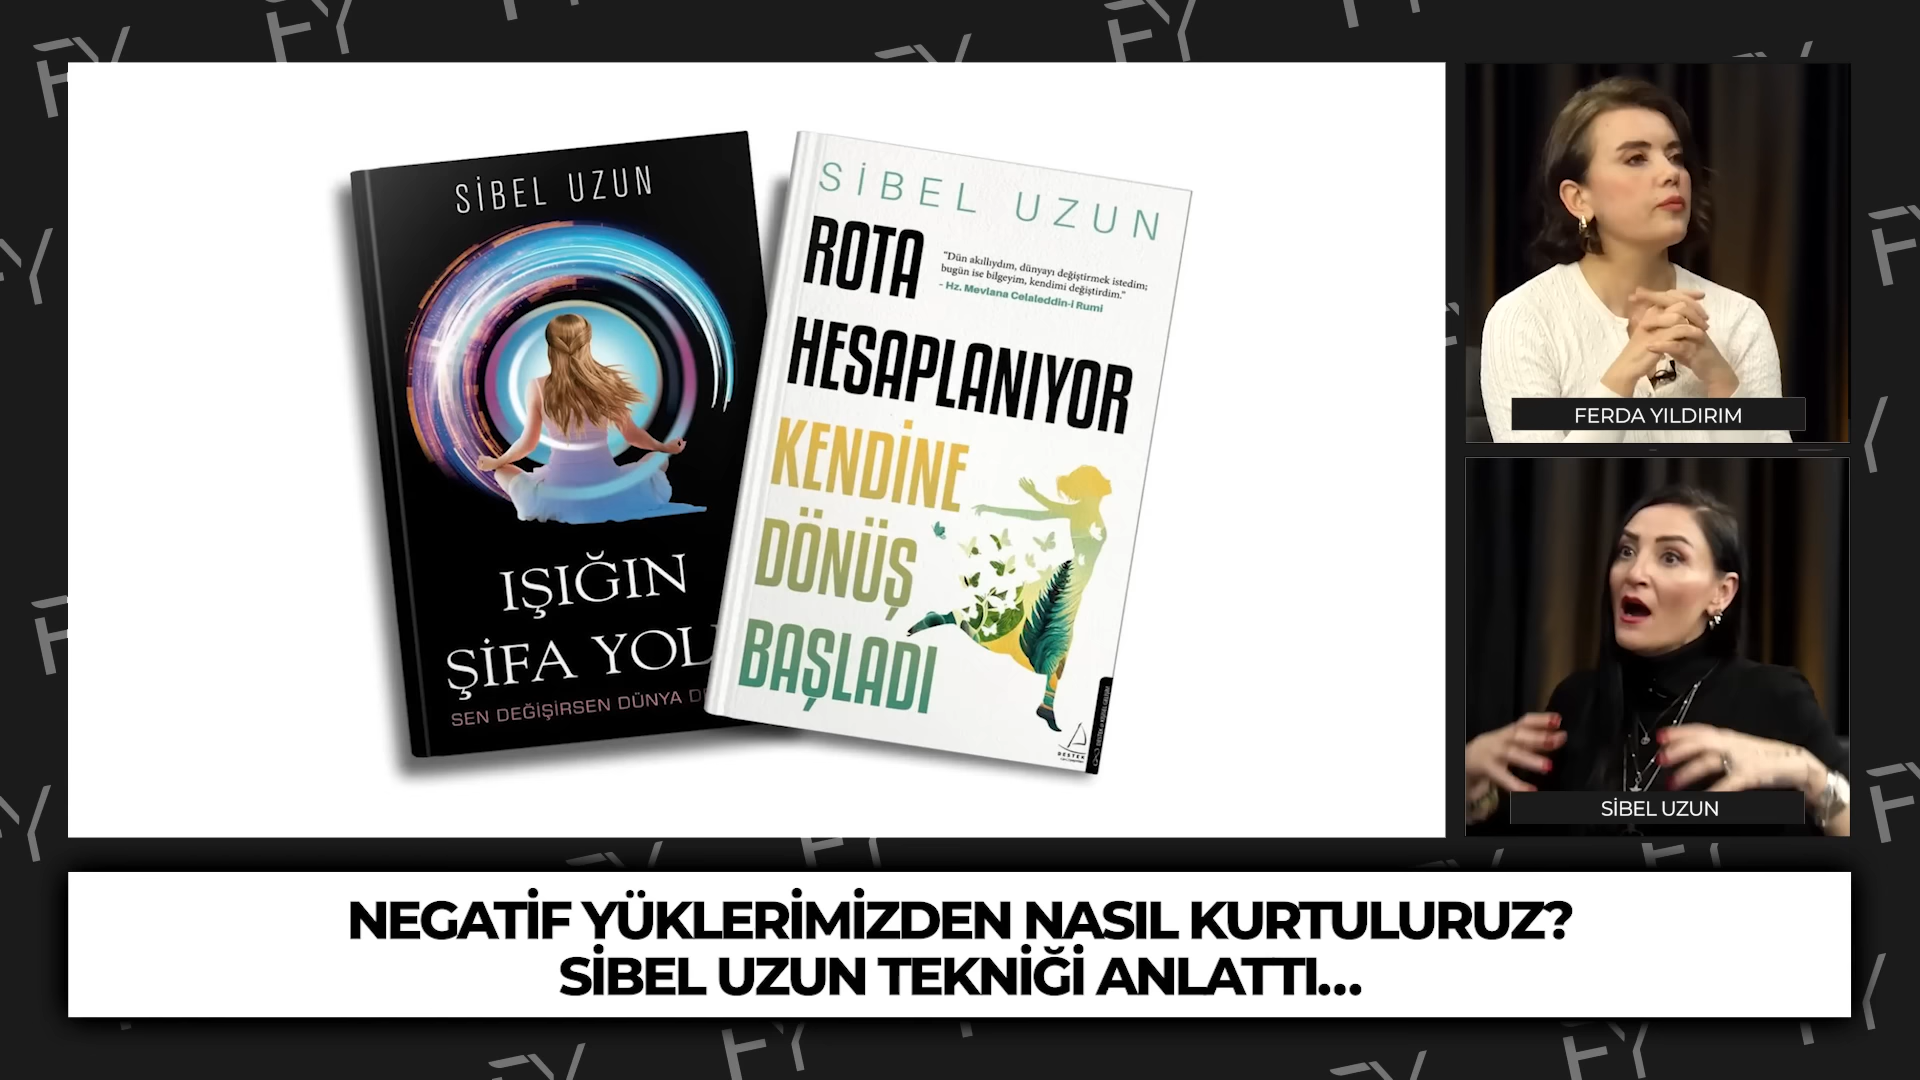 SİBEL UZUN
IŞIĞIN
ŞİFA YOL
SEN DEĞİŞİRSEN DÜNYA
SİBEL UZUN
ROTA
"Dün akıllıydım, dünyayı değiştirmek istedim;
bugün ise bilgeyim, kendimi değiştirdim."
- Hz. Mevlana Celaleddin-i Rumi
HESAPLANIYOR
KENDİNE
DÖNÜŞ
BAŞLADI
DESTEK
FERDA YILDIRIM
SİBEL UZUN
NEGATİF YÜKLERİMİZDEN NASIL KURTULURUZ?
SİBEL UZUN TEKNİĞİ ANLATTI...
FY